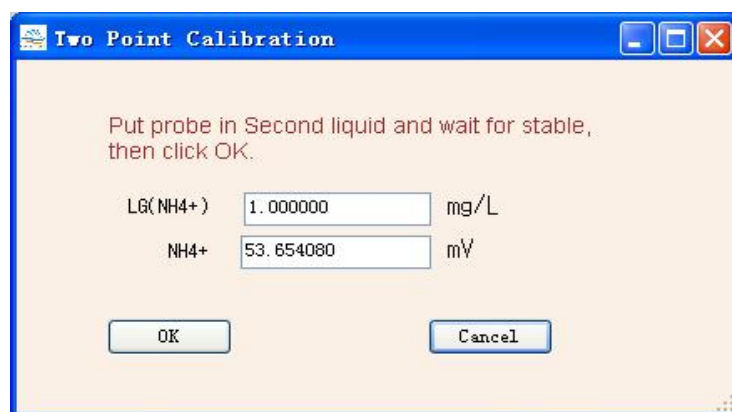 Two Point Calibration
Put probe in Second liquid and wait for stable,
then click OK.
LG(NH4+) 1.000000 mg/L
NH4+ 53.654080 mV
OK Cancel